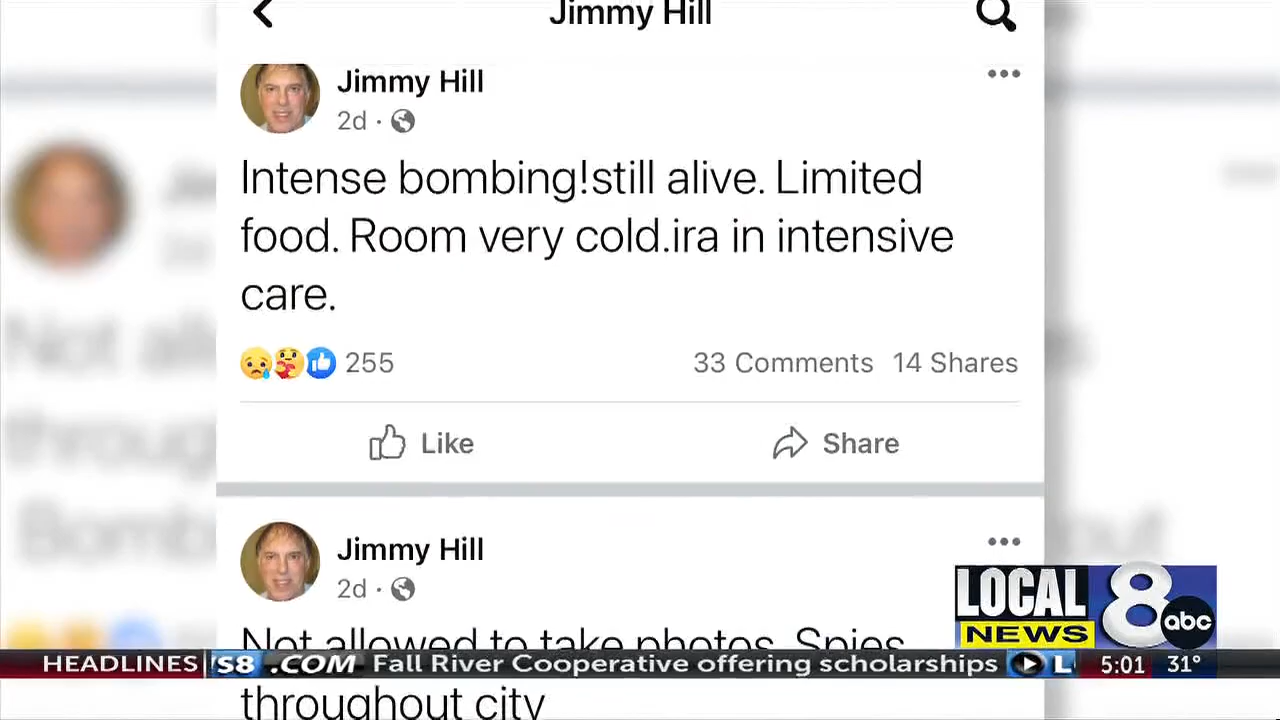 Jimmy Hill
Jimmy Hill
2d ·
Intense bombing!still alive. Limited
food. Room very cold.ira in intensive
care.
255 33 Comments 14 Shares
Like Share
Jimmy Hill
2d ·
Not allowed to take photos. Spies
throughout city
LOCAL
NEWS
8
abc
HEADLINES 'S8 .COM Fall River Cooperative offering scholarships L 5:01 31°